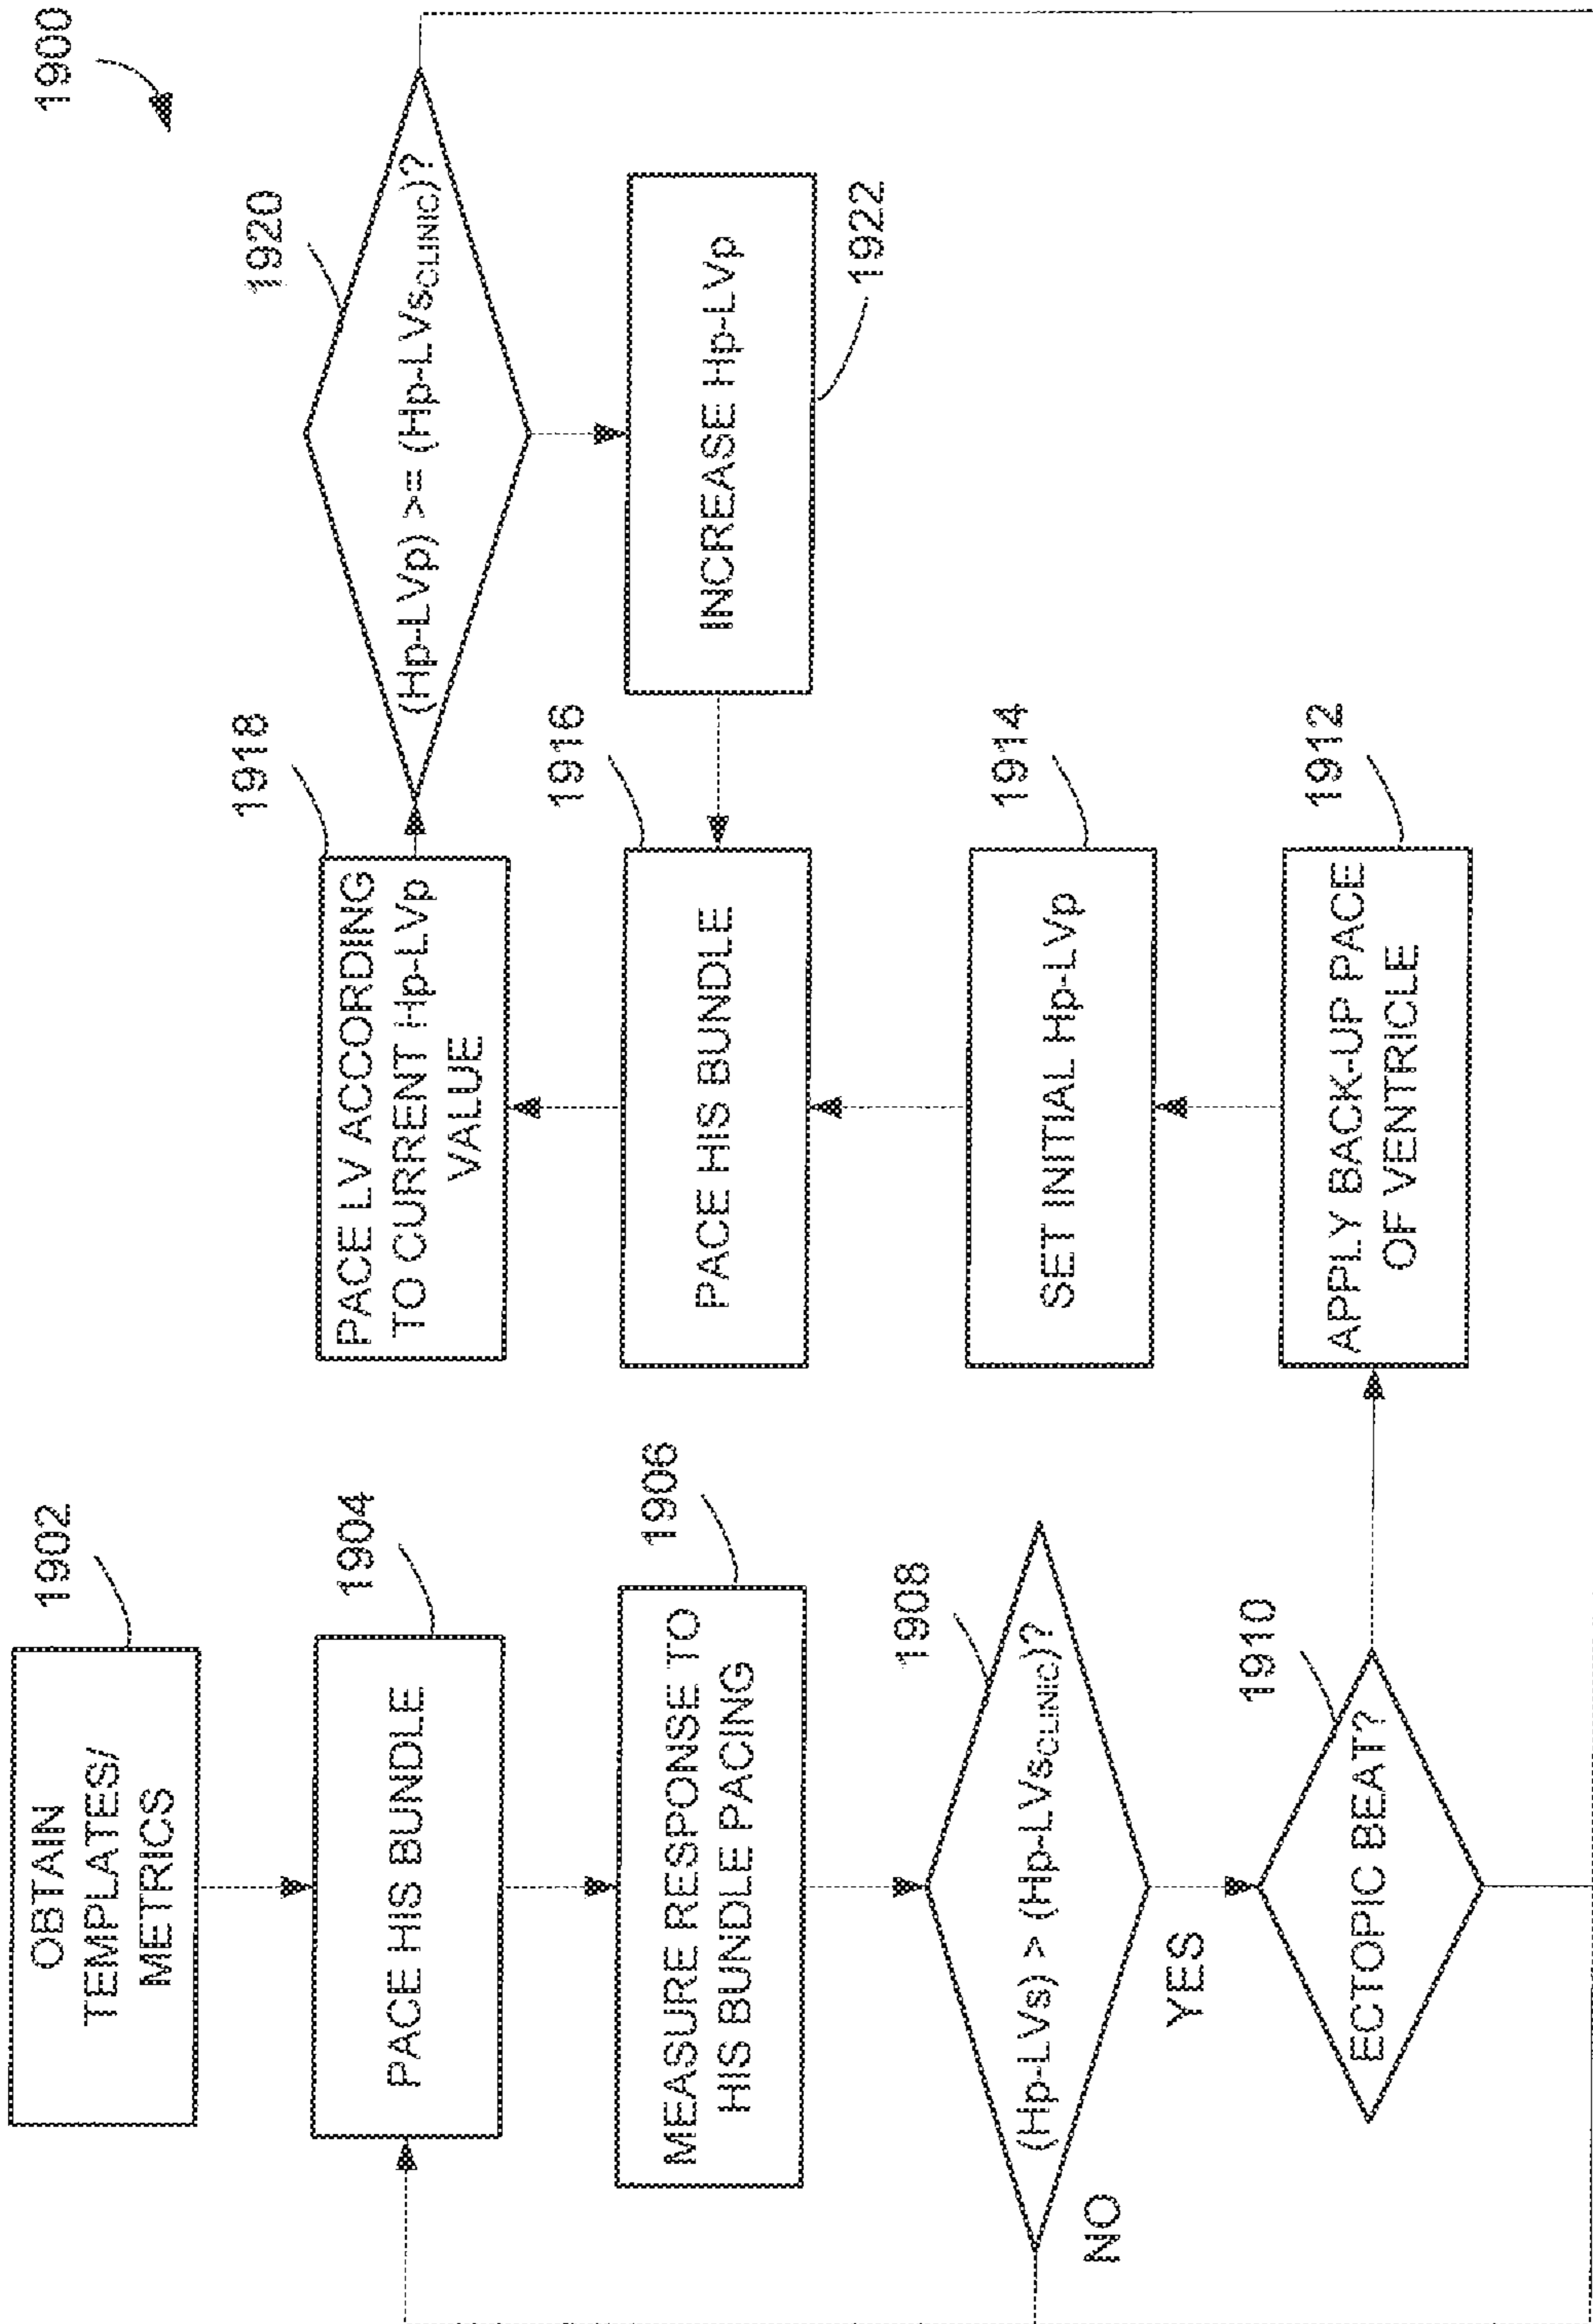 1900
1902
OBTAIN
TEMPLATES/
METRICS
1904
PACE HIS BUNDLE
1906
MEASURE RESPONSE TO
HIS BUNDLE PACING
1908
(Hp-LVs) > (Hp-LVsCLINIC)?
NO
YES
1910
ECTOPIC BEAT?
1912
APPLY BACK-UP PACE
OF VENTRICLE
1914
SET INITIAL Hp-LVp
1916
PACE HIS BUNDLE
1918
PACE LV ACCORDING
TO CURRENT Hp-LVp
VALUE
1920
(Hp-LVp) >= (Hp-LVsCLINIC)?
INCREASE Hp-LVp
1922